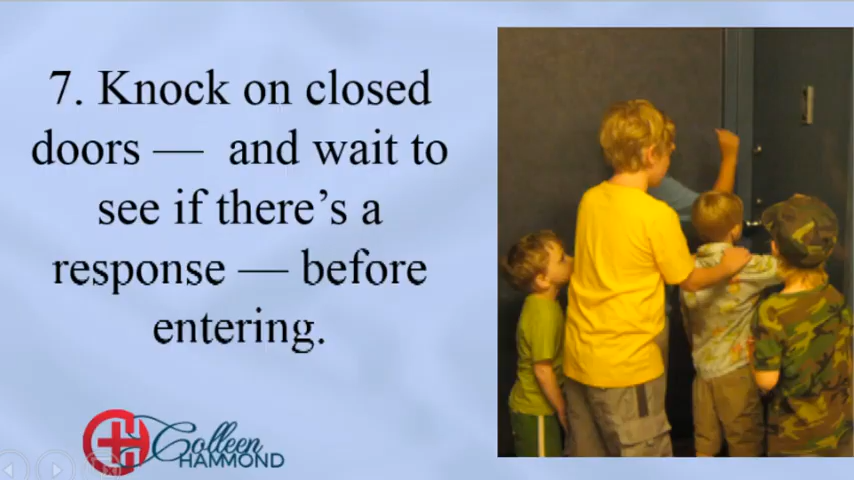 7. Knock on closed
doors — and wait to
see if there's a
response — before
entering.
Colleen
HAMMOND